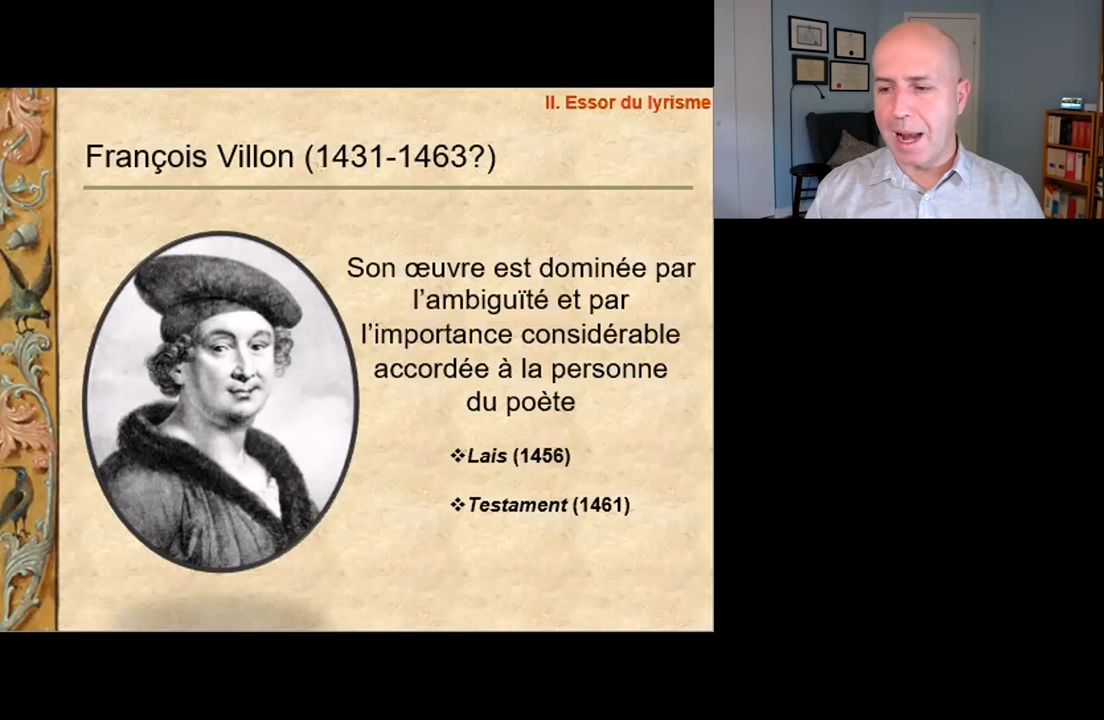 II. Essor du lyrisme
François Villon (1431-1463?)
Son œuvre est dominée par
l’ambiguïté et par
l’importance considérable
accordée à la personne
du poète
❖Lais (1456)
❖Testament (1461)